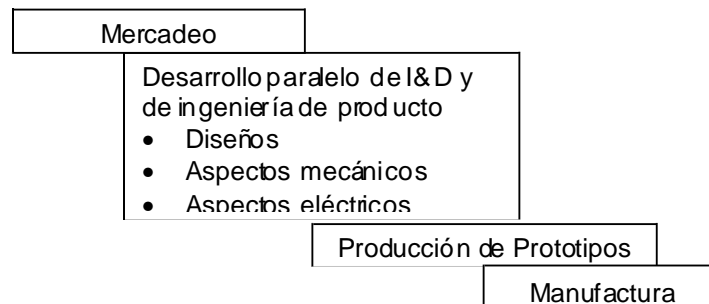 Mercadeo
Desarrollo paralelo de I&D y
de ingeniería de producto
• Diseños
• Aspectos mecánicos
• Aspectos eléctricos
Producción de Prototipos
Manufactura